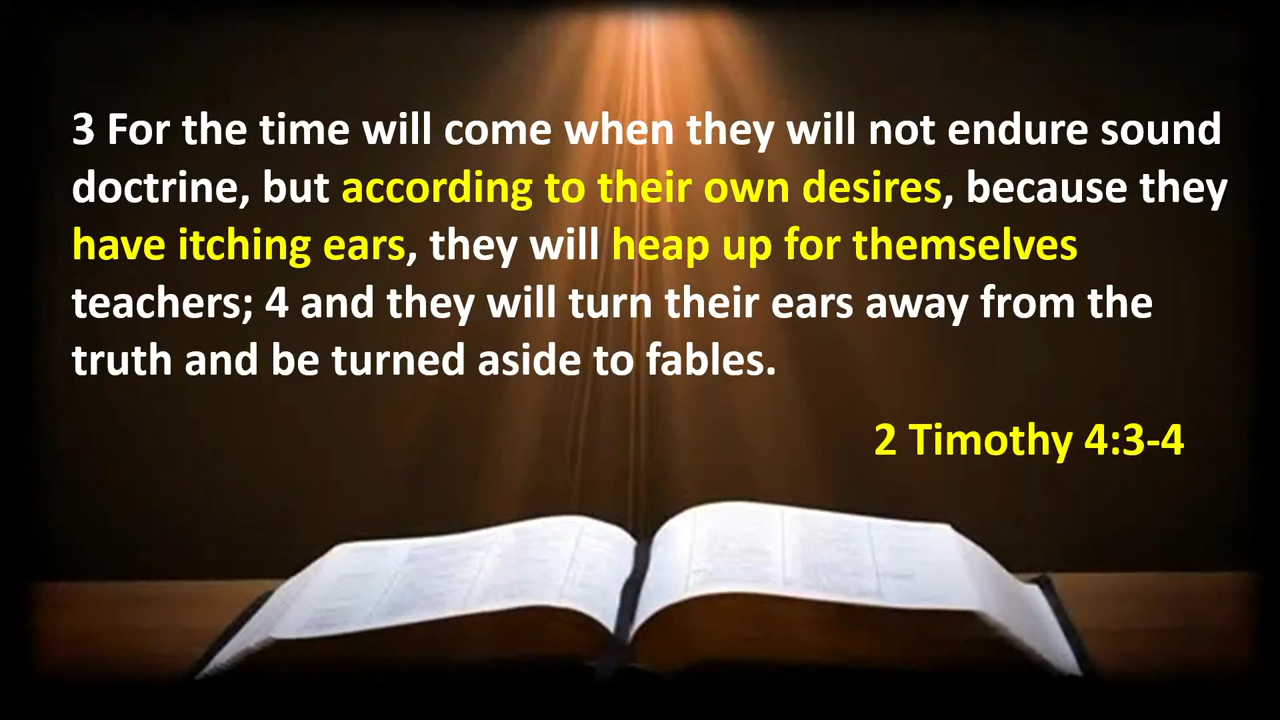 3 For the time will come when they will not endure sound
doctrine, but according to their own desires, because they
have itching ears, they will heap up for themselves
teachers; 4 and they will turn their ears away from the
truth and be turned aside to fables.
2 Timothy 4:3-4